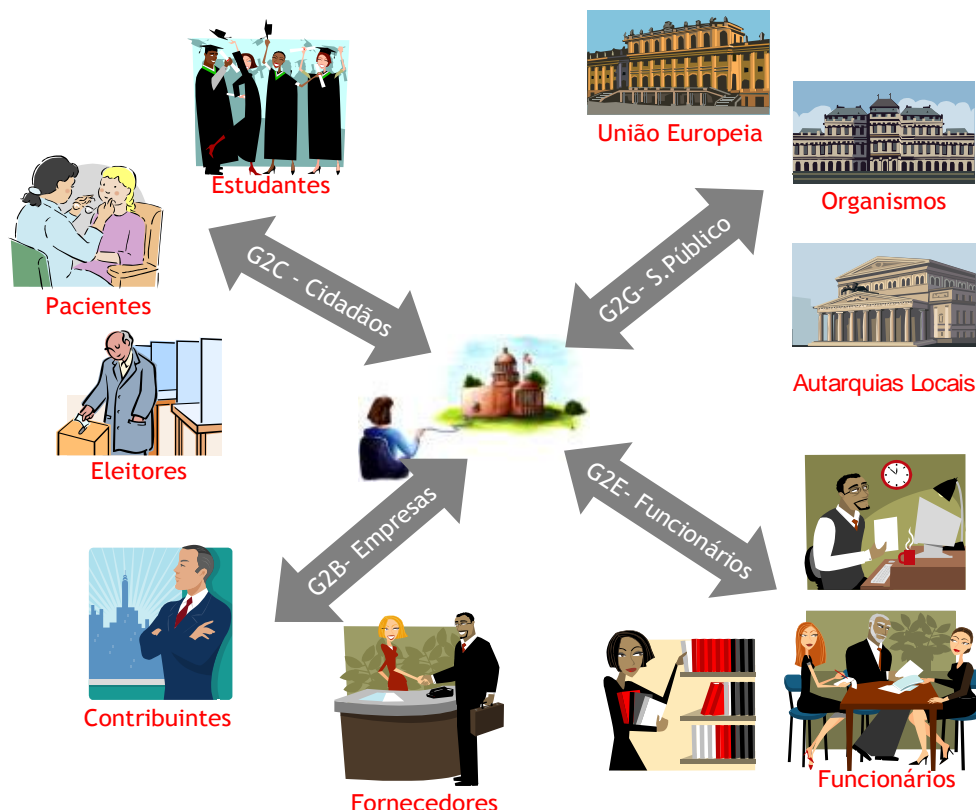 Estudantes
União Europeia
Organismos
Pacientes
G2C - Cidadãos
G2G- S.Público
Autarquias Locais
Eleitores
G2B- Empresas
G2E- Funcionários
Contribuintes
Fornecedores
Funcionários